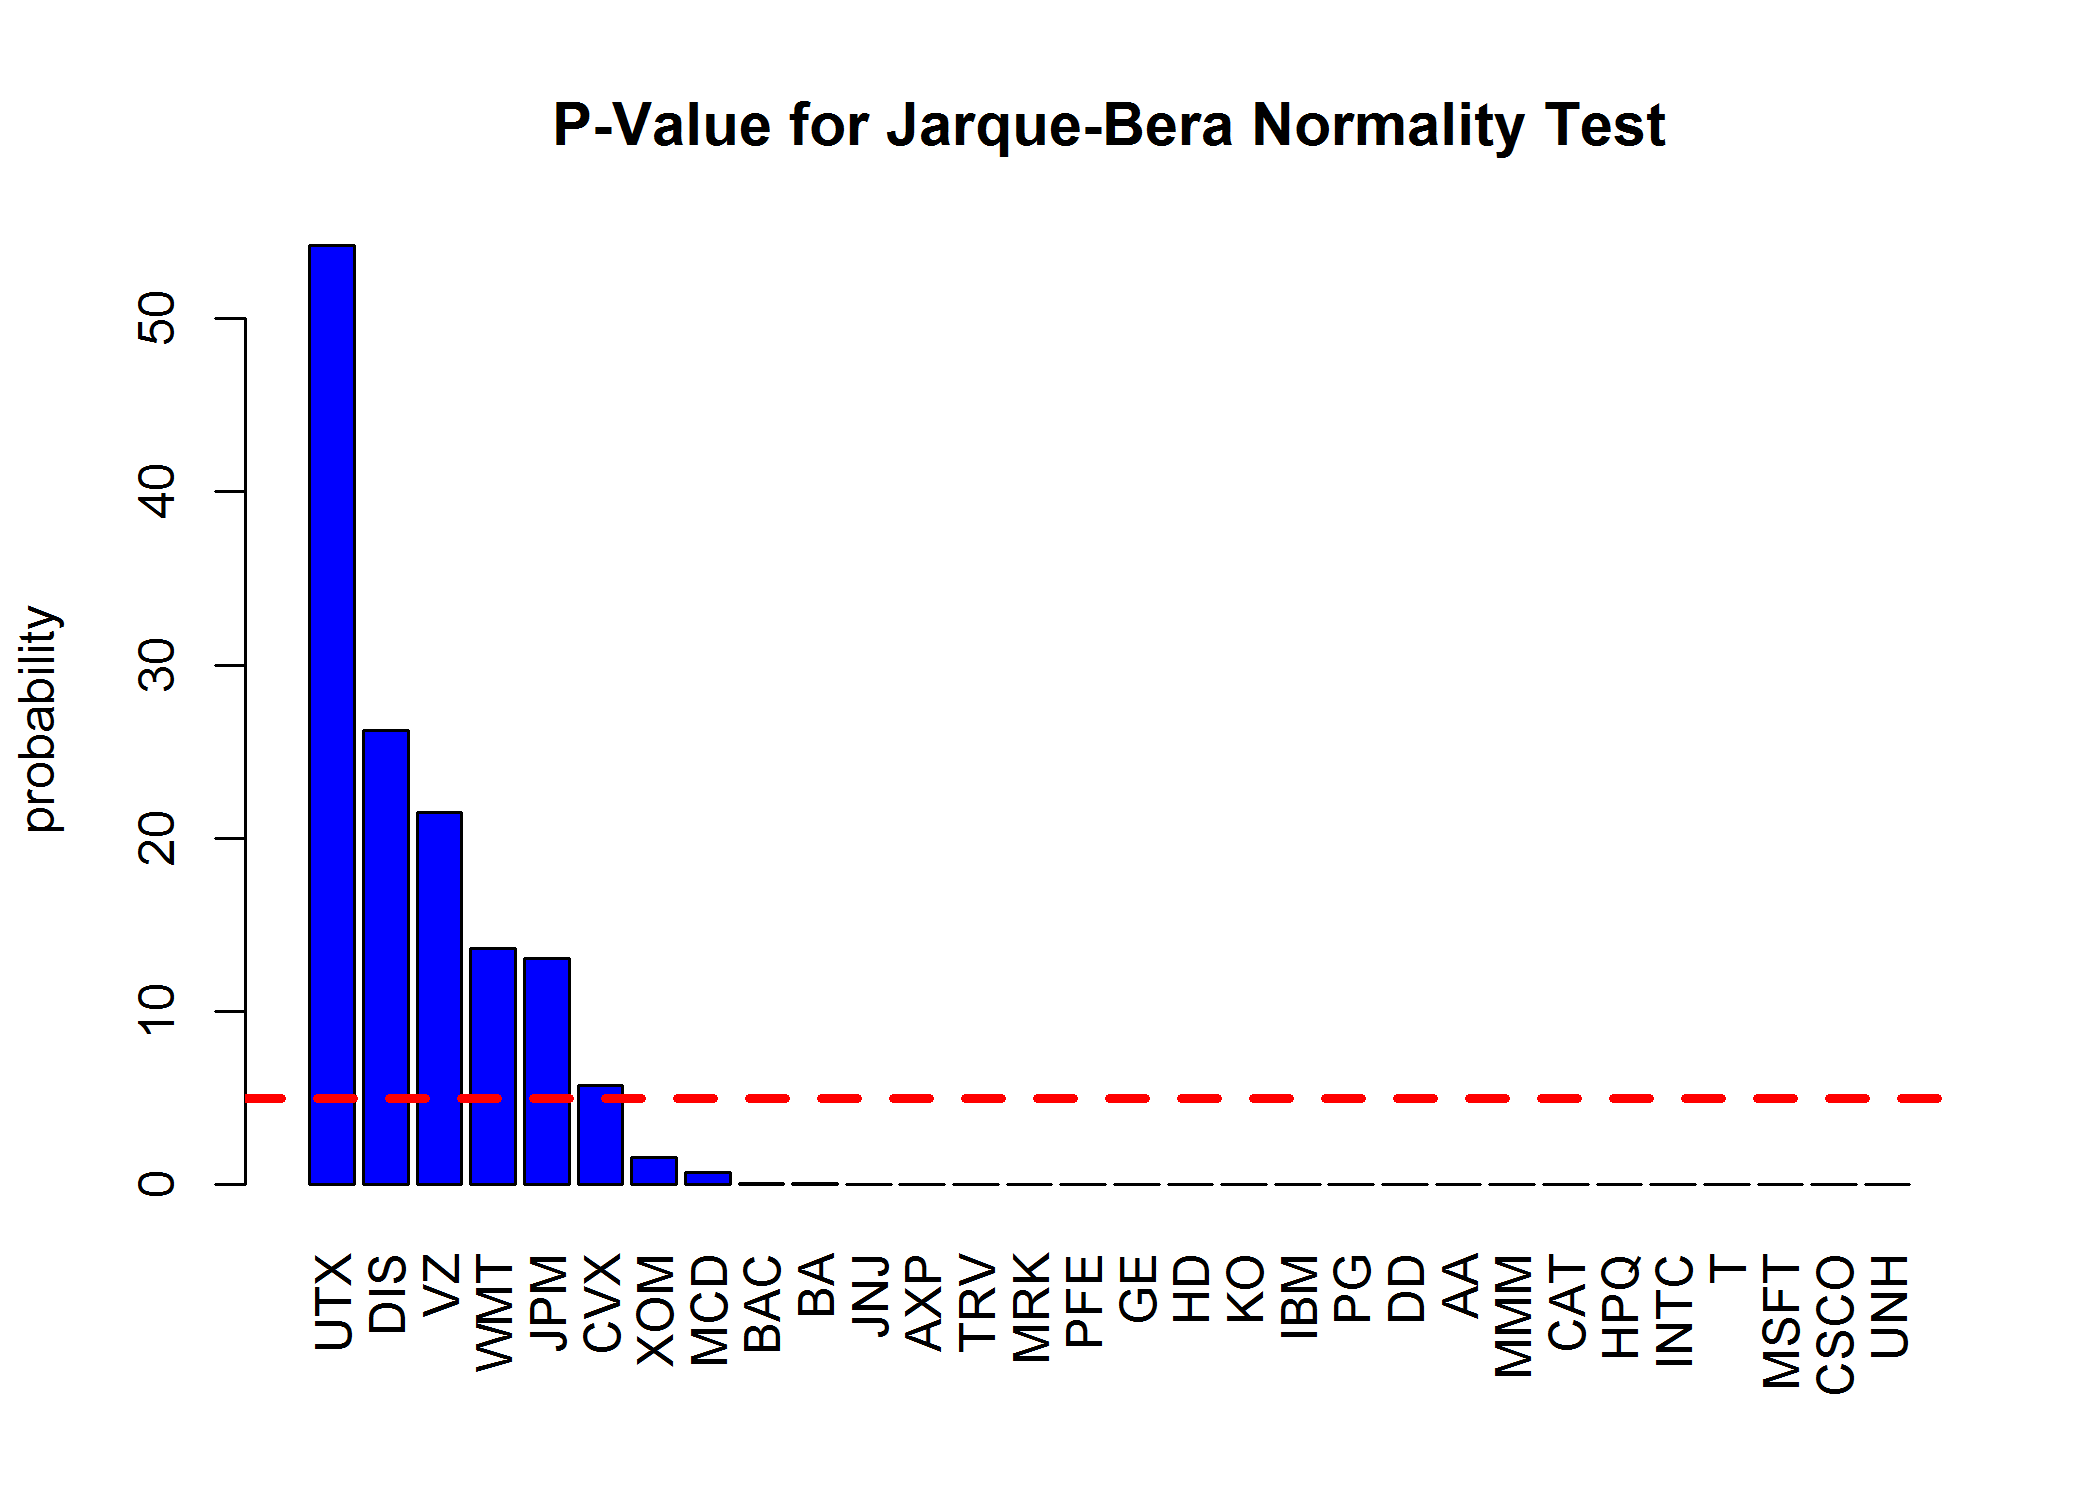 P-Value for Jarque-Bera Normality Test
probability
50
40
30
20
10
0
UTX
DIS
VZ
WMT
JPM
CVX
XOM
MCD
BAC
BA
JNJ
AXP
TRV
MRK
PFE
GE
HD
KO
IBM
PG
DD
AA
MMM
CAT
HPQ
INTC
T
MSFT
CSCO
UNH